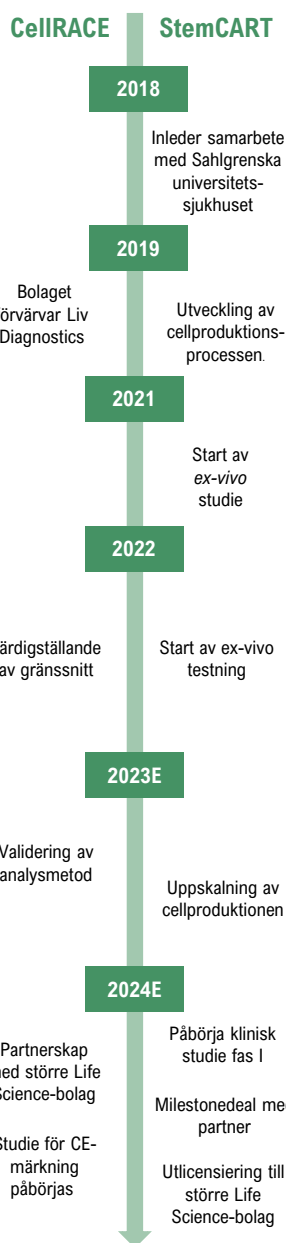 CellRACE StemCART
2018
Inleder samarbete
med Sahlgrenska
universitets-
sjukhuset
2019
Bolaget
örvärvar Liv
Diagnostics
Utveckling av
cellproduktions-
processen.
2021
Start av
ex-vivo
studie
2022
ärdigställande
av gränssnitt
Start av ex-vivo
testning
2023E
Validering av
analysmetod
Uppskalning av
cellproduktionen
2024E
Partnerskap
med större Life
Science-bolag
Studie för CE-
märkning
påbörjas
Påbörja klinisk
studie fas I
Milestonedeal med
partner
Utlicensiering till
större Life
Science-bolag